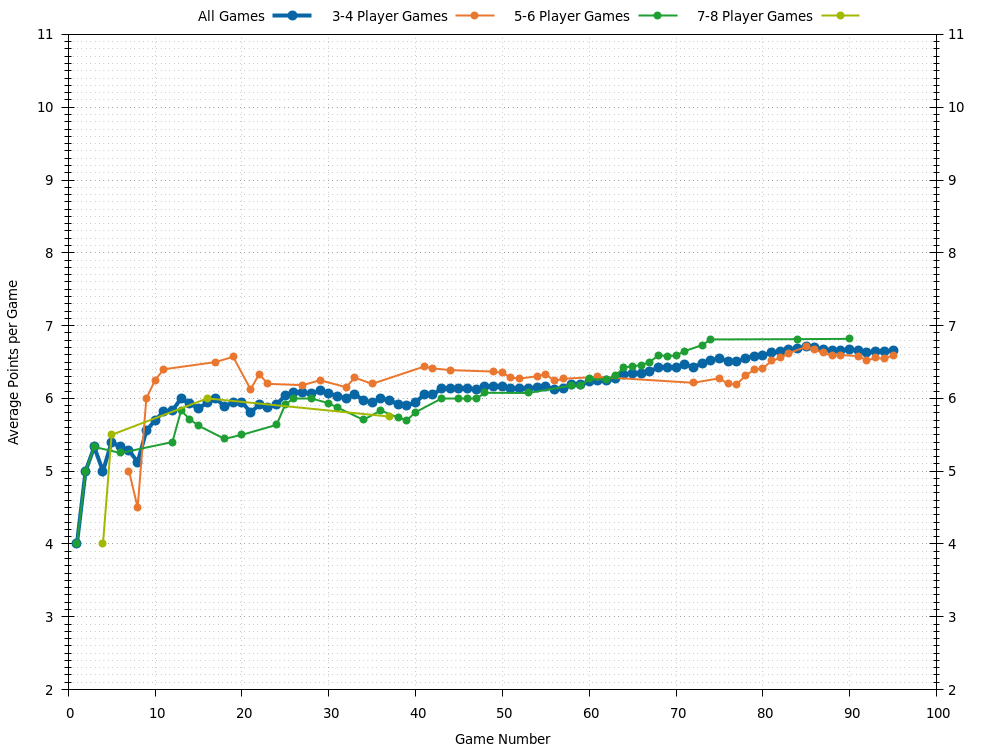 All Games 3-4 Player Games 5-6 Player Games 7-8 Player Games
11 11
10 10
9 9
8 8
7 7
6 6
5 5
4 4
3 3
2 2
Average Points per Game
0 10 20 30 40 50 60 70 80 90 100
Game Number